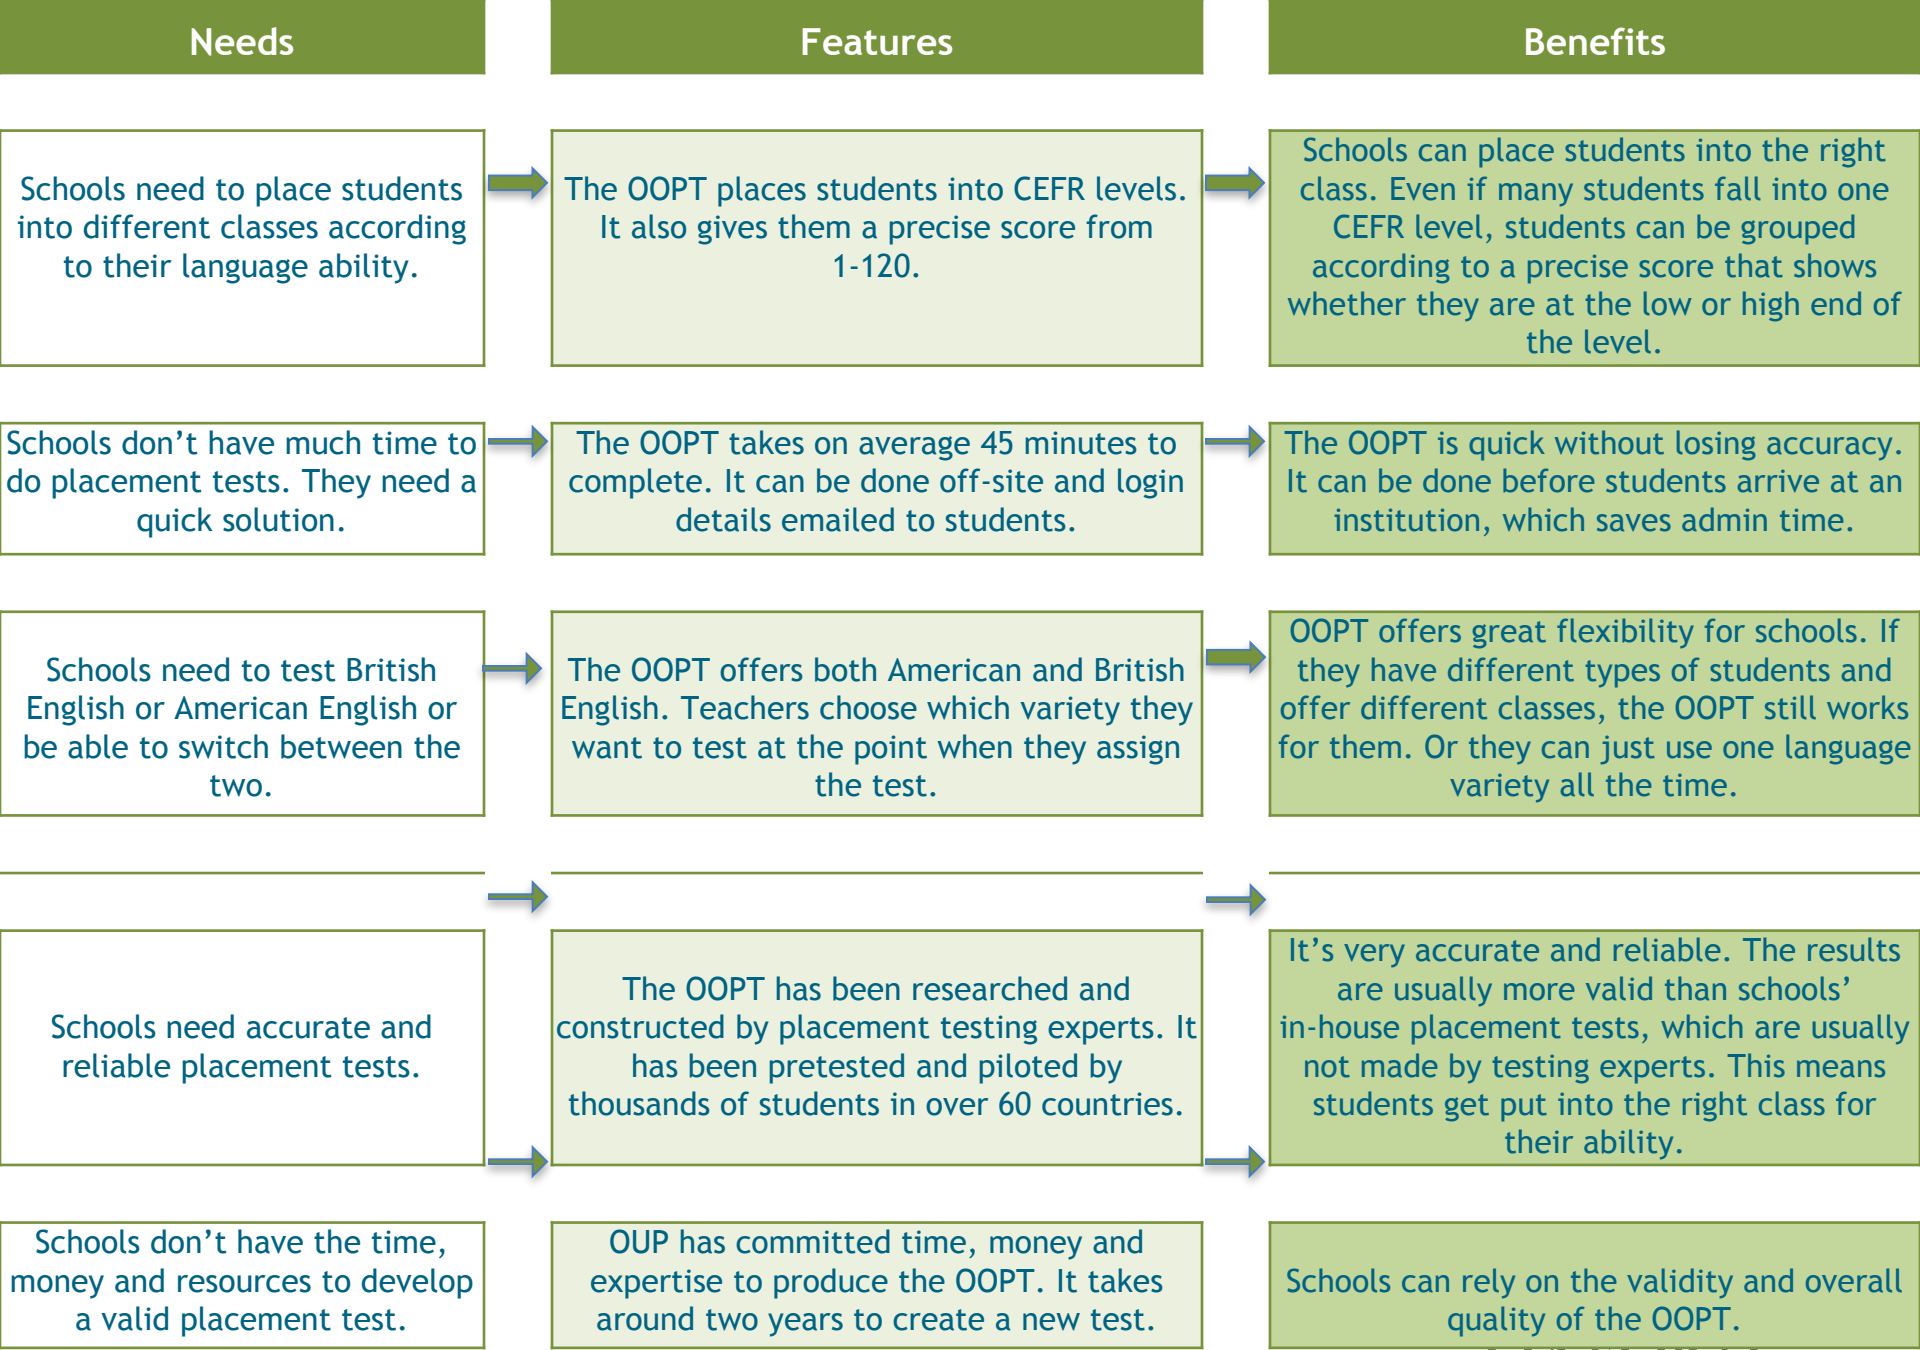 Needs
Features
Benefits
Schools need to place students
into different classes according
to their language ability.
The OOPT places students into CEFR levels.
It also gives them a precise score from
1-120.
Schools can place students into the right
class. Even if many students fall into one
CEFR level, students can be grouped
according to a precise score that shows
whether they are at the low or high end of
the level.
Schools don’t have much time to
do placement tests. They need a
quick solution.
The OOPT takes on average 45 minutes to
complete. It can be done off-site and login
details emailed to students.
The OOPT is quick without losing accuracy.
It can be done before students arrive at an
institution, which saves admin time.
Schools need to test British
English or American English or
be able to switch between the
two.
The OOPT offers both American and British
English. Teachers choose which variety they
want to test at the point when they assign
the test.
OOPT offers great flexibility for schools. If
they have different types of students and
offer different classes, the OOPT still works
for them. Or they can just use one language
variety all the time.
Schools need accurate and
reliable placement tests.
The OOPT has been researched and
constructed by placement testing experts. It
has been pretested and piloted by
thousands of students in over 60 countries.
It’s very accurate and reliable. The results
are usually more valid than schools’
in-house placement tests, which are usually
not made by testing experts. This means
students get put into the right class for
their ability.
Schools don’t have the time,
money and resources to develop
a valid placement test.
OUP has committed time, money and
expertise to produce the OOPT. It takes
around two years to create a new test.
Schools can rely on the validity and overall
quality of the OOPT.